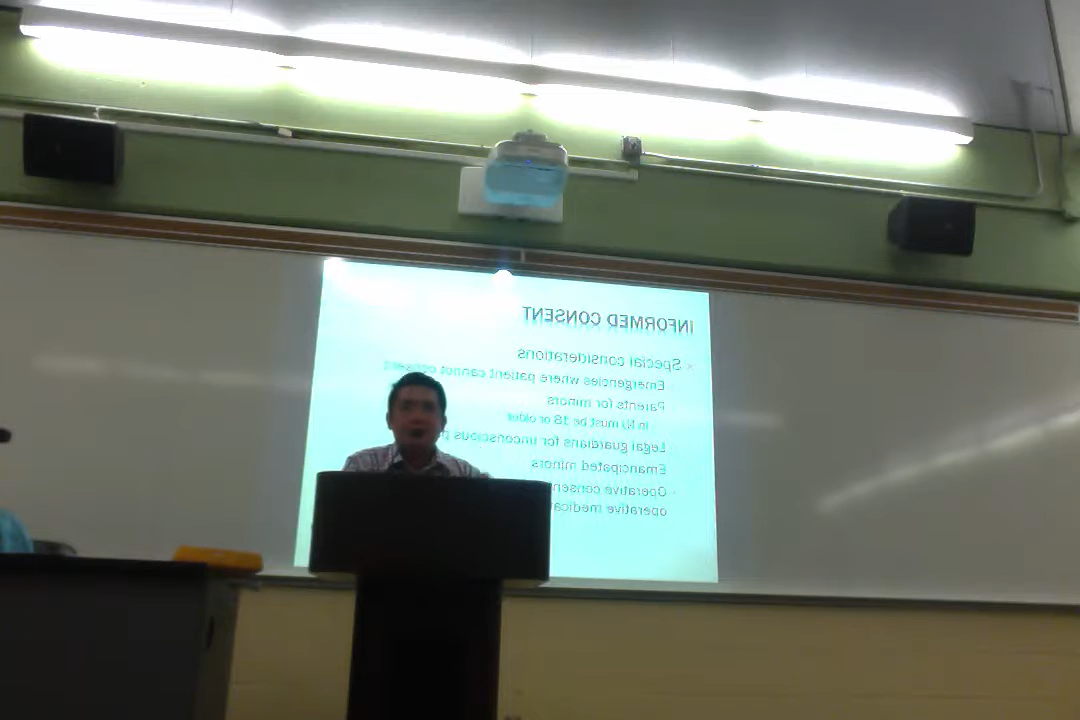 INFORMED CONSENT
Special considerations
Emergencies where patient cannot consent
Parents for minors
In NJ must be 18 or older
Legal guardians for unconscious
Emancipated minors
Operative
operative